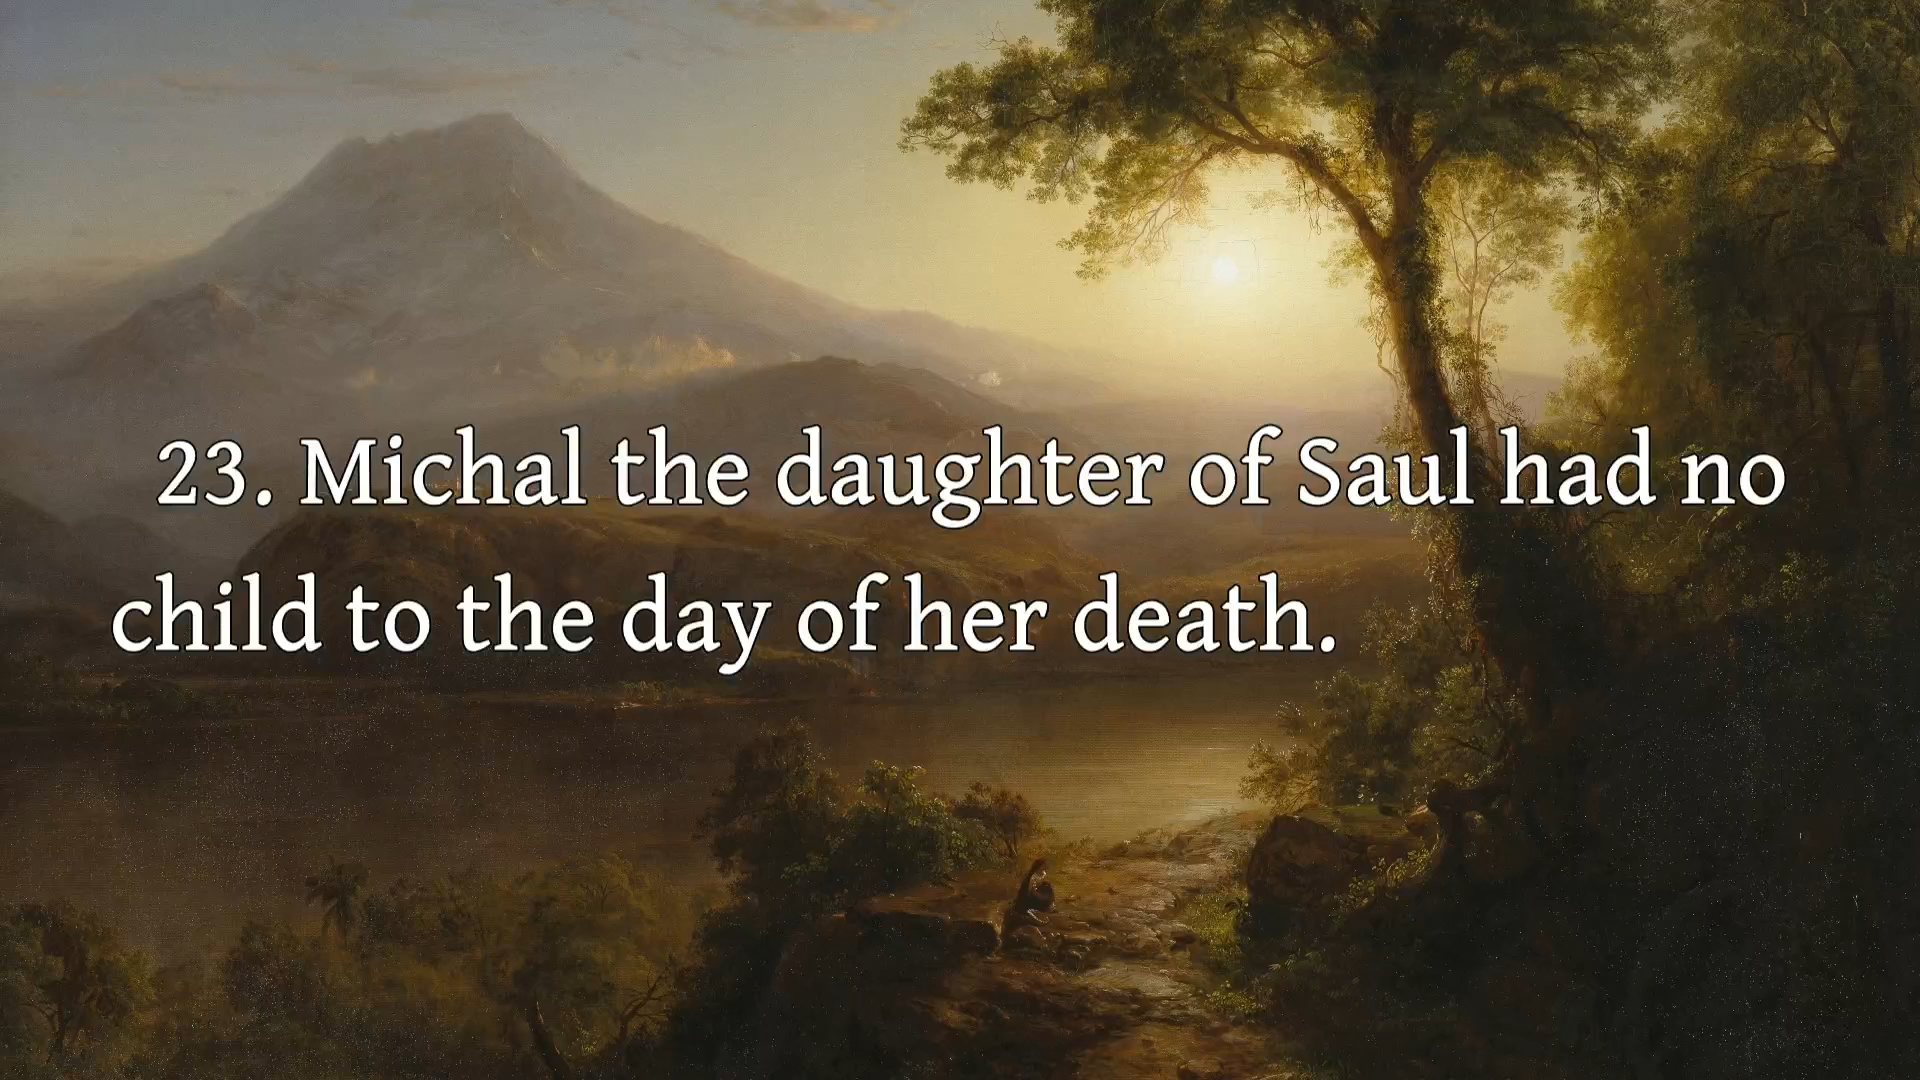 23. Michal the daughter of Saul had no
child to the day of her death.